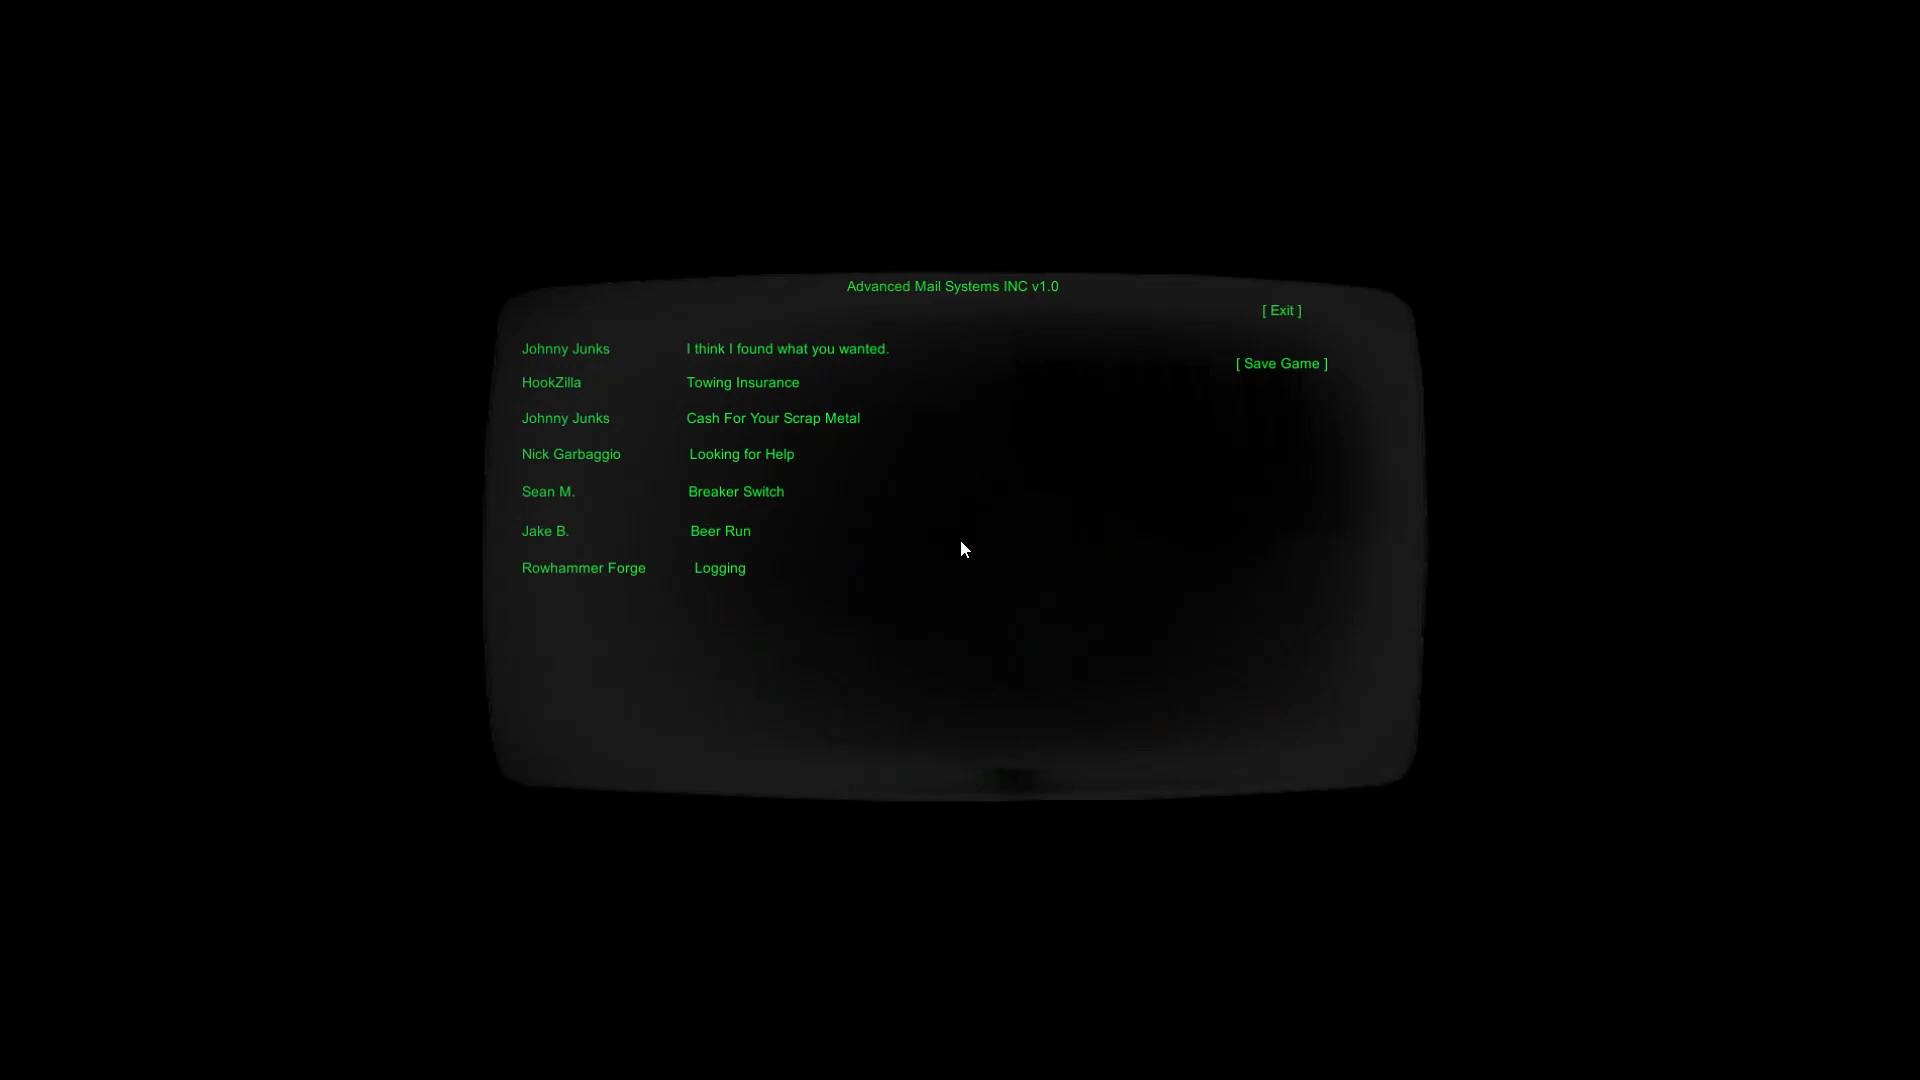 Advanced Mail Systems INC v1.0
[ Exit ]
Johnny Junks I think I found what you wanted.
[ Save Game ]
HookZilla Towing Insurance
Johnny Junks Cash For Your Scrap Metal
Nick Garbaggio Looking for Help
Sean M. Breaker Switch
Jake B. Beer Run
Rowhammer Forge Logging